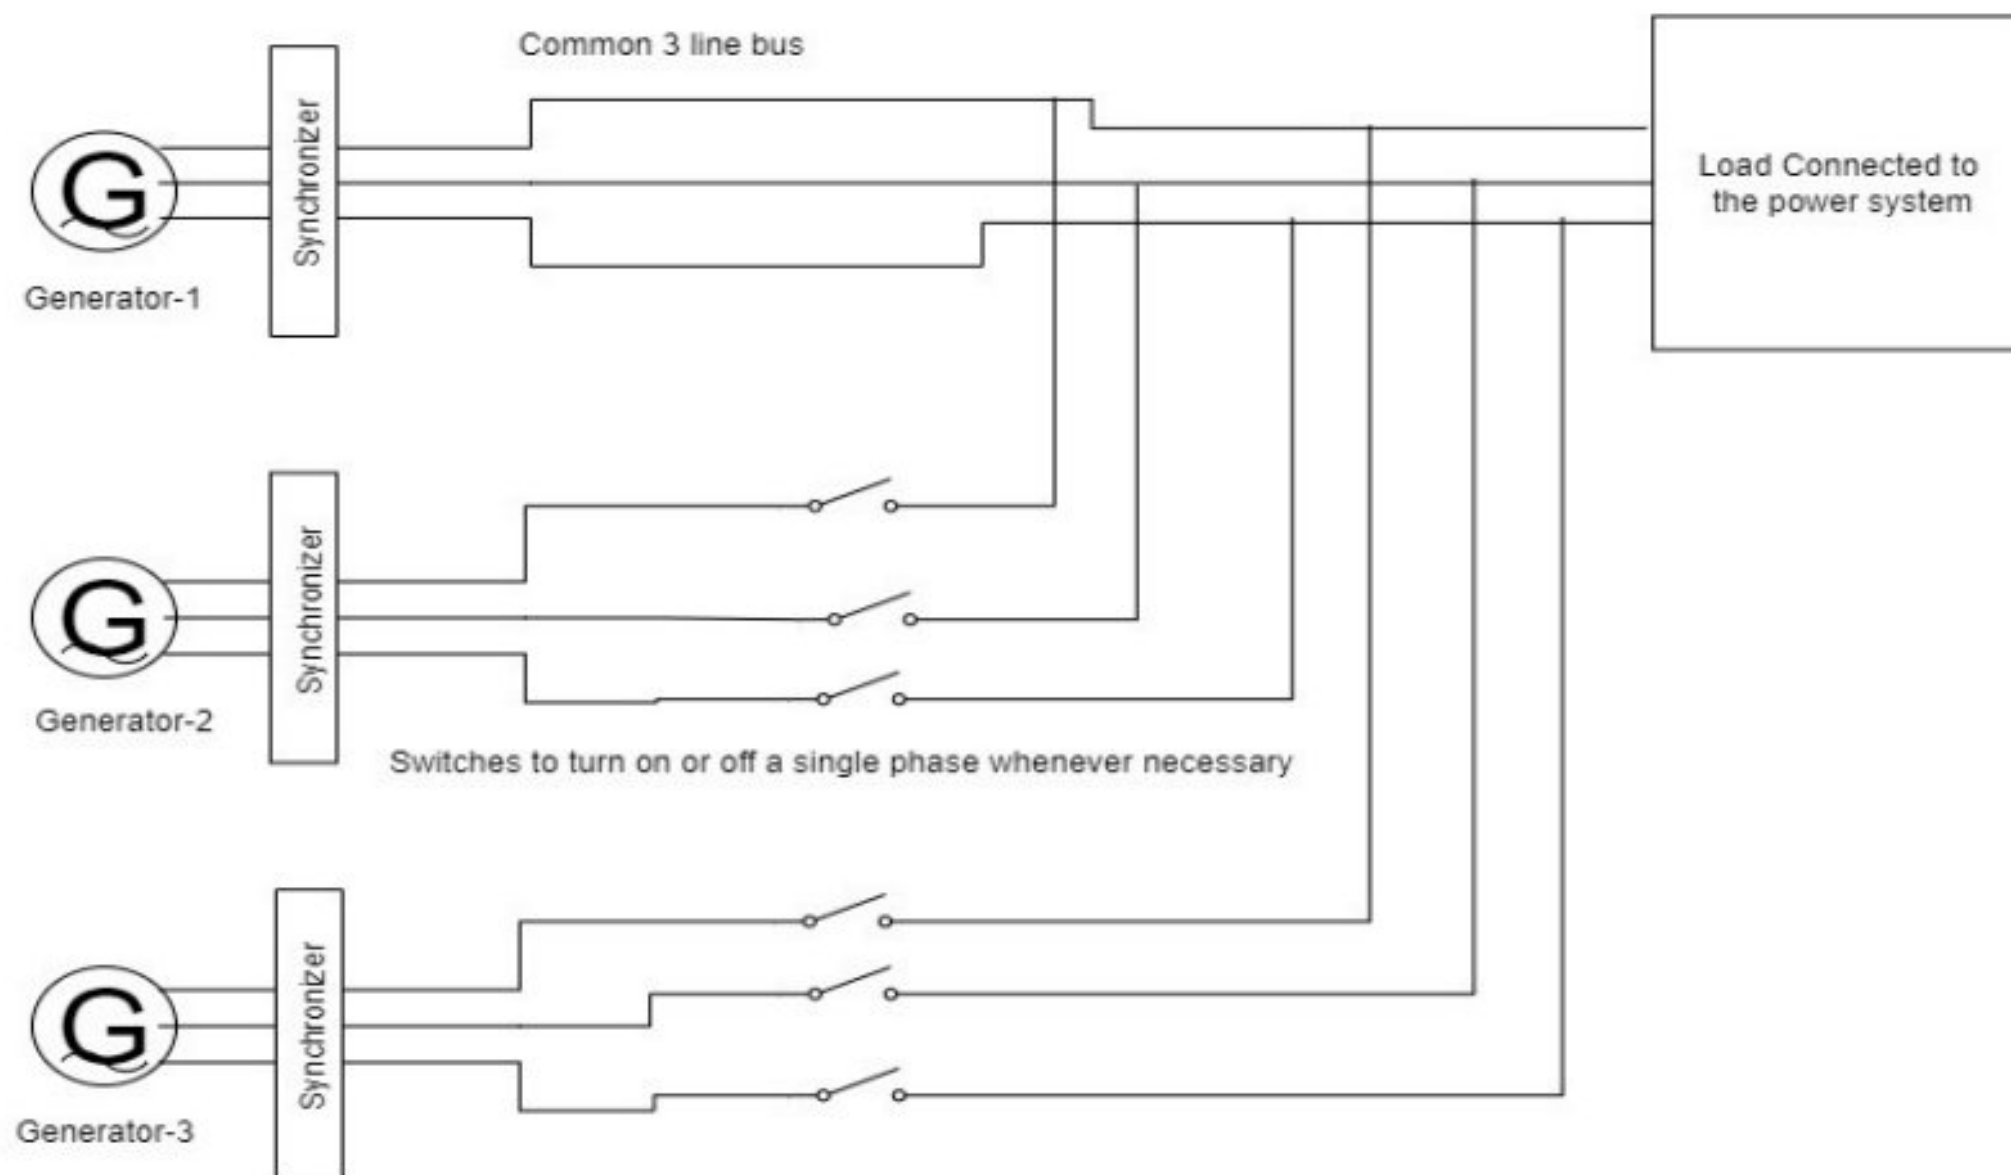 Common 3 line bus
Synchronizer
G
Generator-1
Load Connected to
the power system
Synchronizer
G
Generator-2
Switches to turn on or off a single phase whenever necessary
Synchronizer
G
Generator-3